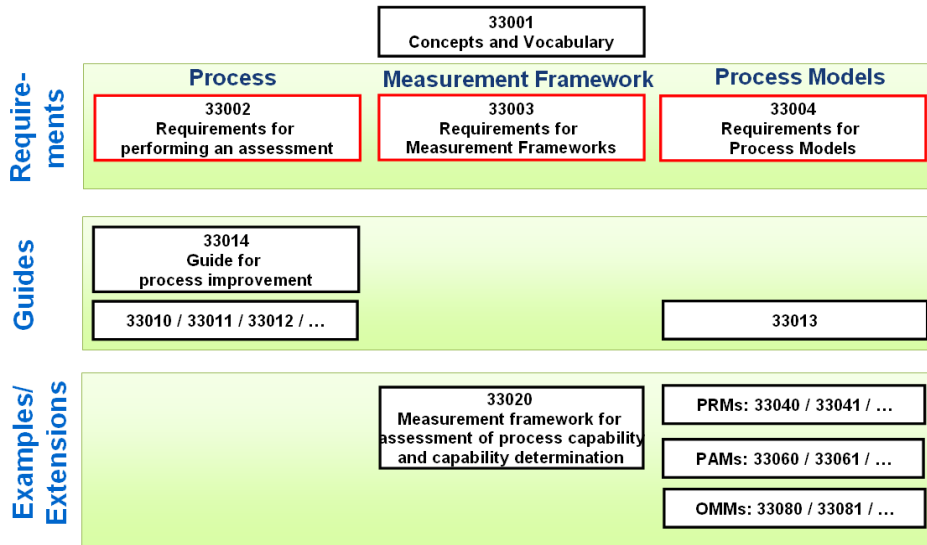 33001
Concepts and Vocabulary
Require-
ments
Process
Measurement Framework
Process Models
33002
Requirements for
performing an assessment
33003
Requirements for
Measurement Frameworks
33004
Requirements for
Process Models
Guides
33014
Guide for
process improvement
33010 / 33011 / 33012 / …
33013
Examples/
Extensions
33020
Measurement framework for
assessment of process capability
and capability determination
PRMs: 33040 / 33041 / …
PAMs: 33060 / 33061 / …
OMMs: 33080 / 33081 / …